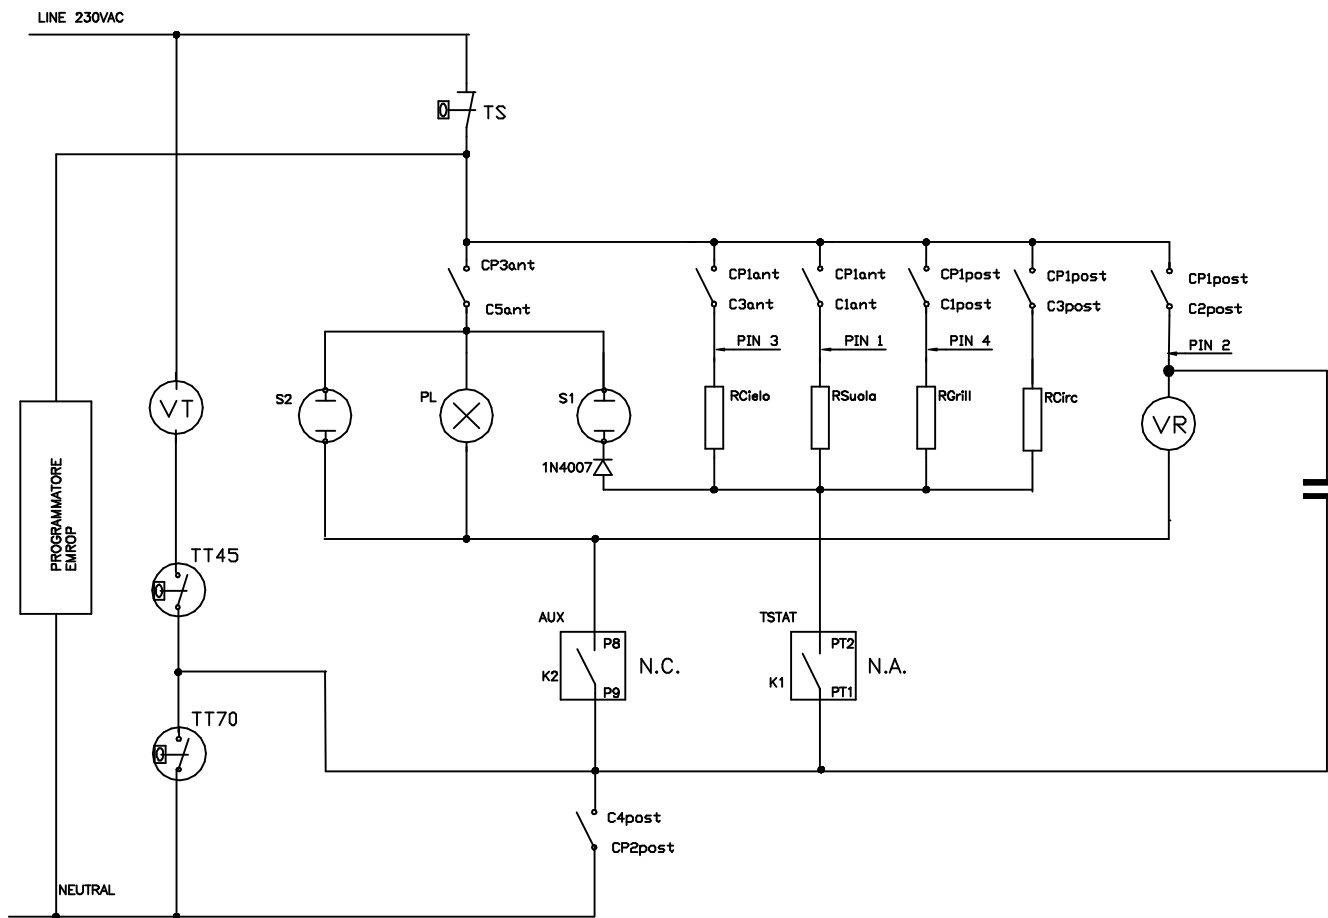 LINE 230VAC
TS
CP3ant
C5ant
CP1ant
C3ant
CP1ant
C1ant
CP1post
C1post
CP1post
C3post
CP1post
C2post
PIN 3
PIN 1
PIN 4
PIN 2
VT
S2
PL
S1
RCielo
RSuola
RGrill
RCirc
VR
1N4007
PROGRAMMATORE
EMROP
TT45
AUX
P8
K2
P9
N.C.
TSTAT
PT2
K1
PT1
N.A.
TT70
C4post
CP2post
NEUTRAL